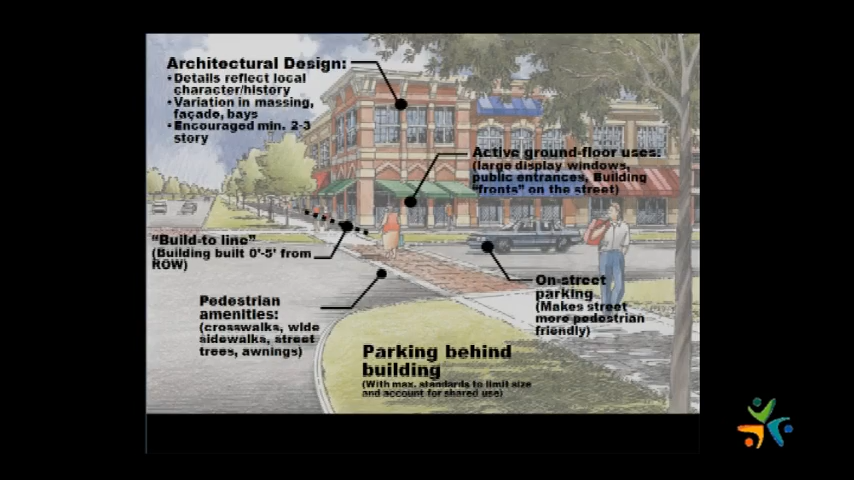 Architectural Design:
•Details reflect local
character/history
•Variation in massing,
façade, bays
•Encouraged min. 2-3
story
Active ground-floor uses:
(large display windows,
public entrances, Building
“fronts” on the street)
“Build-to line”
(Building built 0'-5' from
ROW)
On-street
parking
(Makes street
more pedestrian
friendly)
Pedestrian
amenities:
(crosswalks, wide
sidewalks, street
trees, awnings)
Parking behind
building
(With max. standards to limit size
and account for shared use)